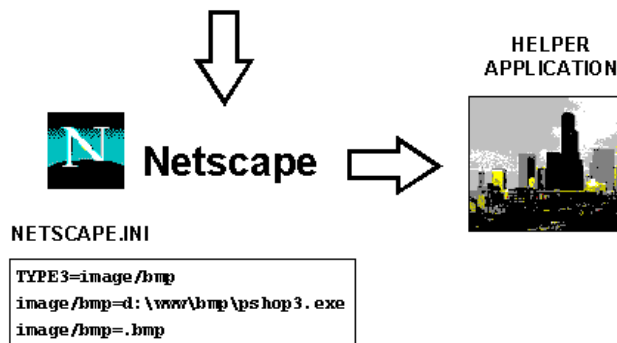 HELPER
APPLICATION
N Netscape
NETSCAPE.INI
TYPE3=image/bmp
image/bmp=d:\www\bmp\pshop3.exe
image/bmp=.bmp